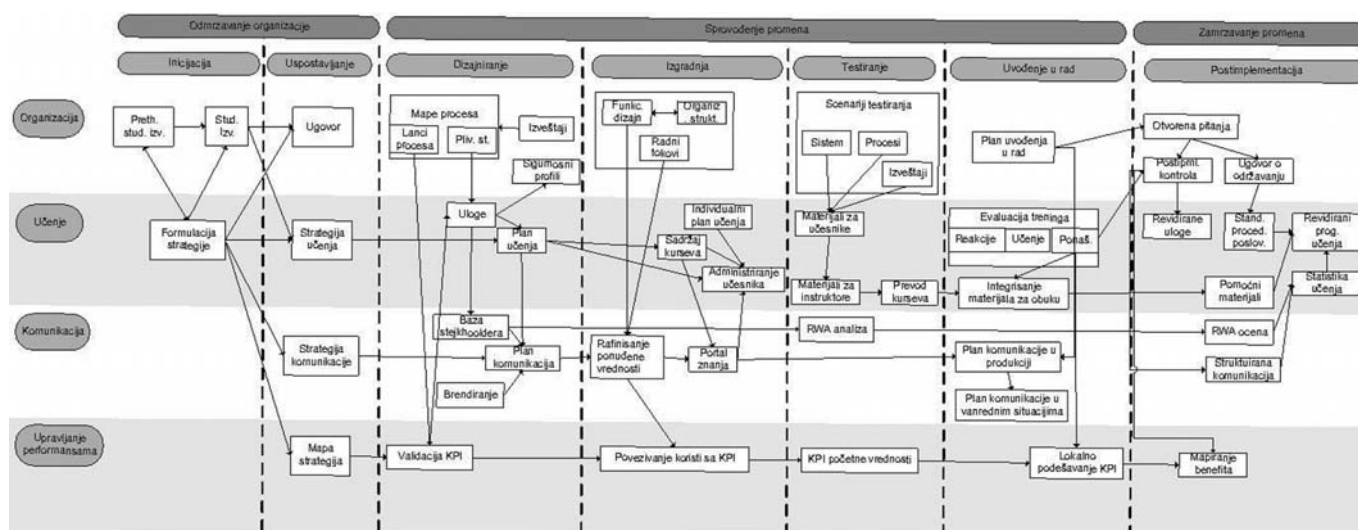 Odmrzavanje organizacije
Sprovođenje promena
Zamrzavanje promena
Inicijacija
Uspostavljanje
Dizajniranje
Izgradnja
Testiranje
Uvođenje u rad
Postimplementacija
Organizacija
Preth.
stud. izv.
Stud.
Izv.
Ugovor
Mape procesa
Lanci
procesa
Pliv. st.
Izveštaji
Sigurnosni
profili
Funkc.
dizajn
Organiz
strukt.
Radni
tokovi
Scenariji testiranja
Sistem
Procesi
Izveštaji
Plan uvođenja
u rad
Otvorena pitanja
Postipml.
kontrola
Ugovor o
održavanju
Učenje
Formulacija
strategije
Strategija
učenja
Uloge
Plan
učenja
Individualni
plan učenja
Sadržaj
kurseva
Administriranje
učesnika
Materijali za
učesnike
Materijali za
instruktore
Prevod
kurseva
Evaluacija treninga
Reakcije
Učenje
Ponaš.
Integrisanje
materijala za obuku
Revidirane
uloge
Stand.
proced.
poslov.
Revidirani
prog.
učenja
Pomoćni
materijali
Statistika
učenja
Komunikacija
Strategija
komunikacije
Baza
stejkhooldera
Plan
komunikacija
Brendiranje
Rafinisanje
ponuđene
vrednosti
Portal
znanja
RWA analiza
Plan komunikacije u
produkciji
Plan komunikacije u
vanrednim situacijima
RWA ocena
Struktuirana
komunikacija
Upravljanje
performansama
Mapa
strategija
Validacija KPI
Povezivanje koristi sa KPI
KPI početne vrednosti
Lokalno
podešavanje KPI
Mapiranje
benefita